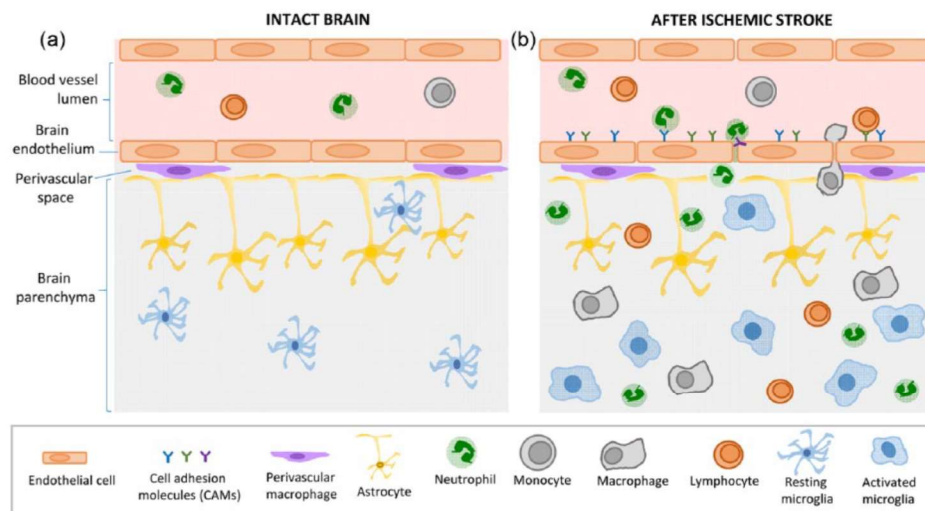 INTACT BRAIN
AFTER ISCHEMIC STROKE
(a)
(b)
Blood vessel
lumen
Brain
endothelium
Perivascular
space
Brain
parenchyma
Endothelial cell
Cell adhesion
molecules (CAMs)
Perivascular
macrophage
Astrocyte
Neutrophil
Monocyte
Macrophage
Lymphocyte
Resting
microglia
Activated
microglia